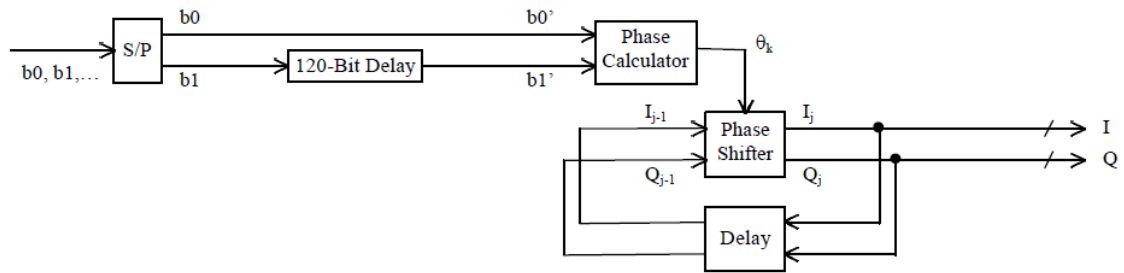 b0, b1,...
S/P
b0
b1
120-Bit Delay
b0'
b1'
Phase
Calculator
θk
Ij-1
Qj-1
Phase
Shifter
Ij
Qj
I
Q
Delay